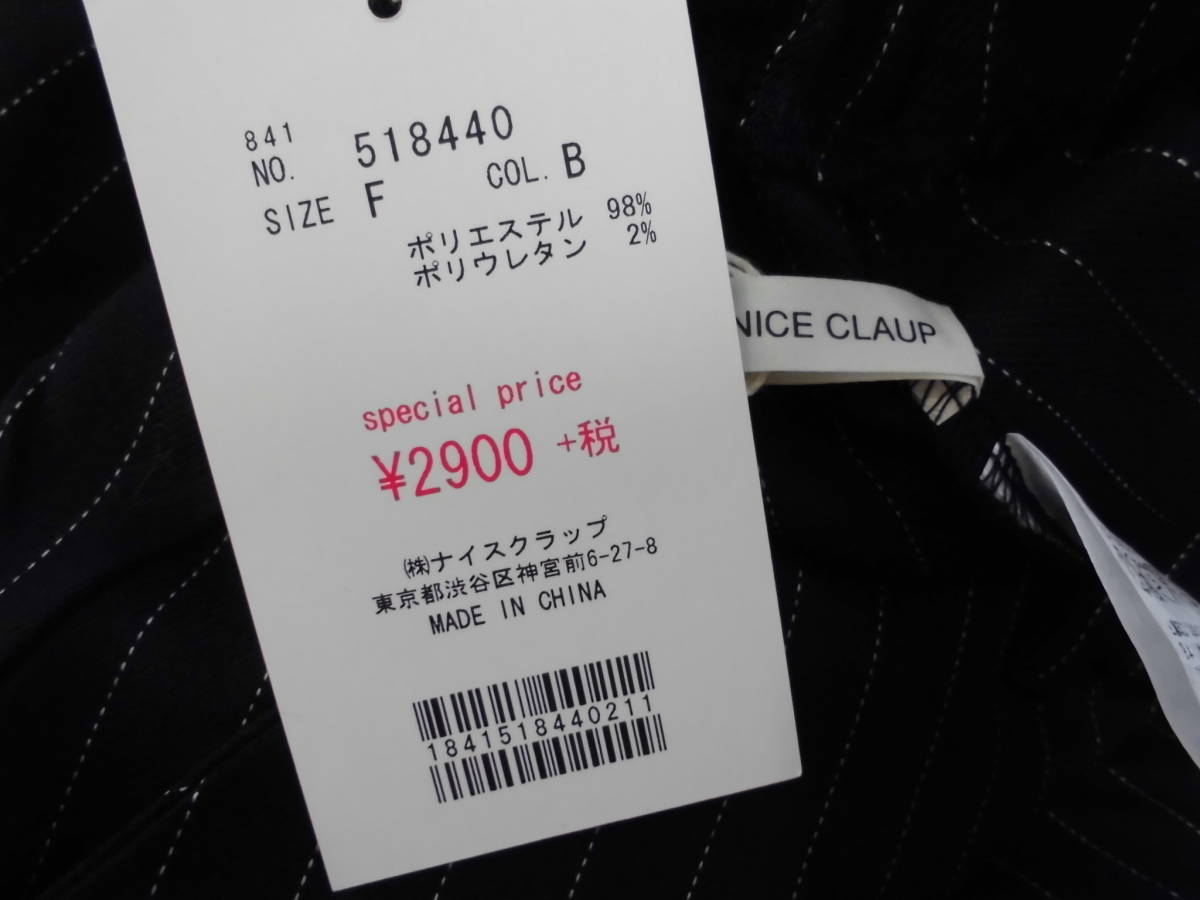 841
NO. 518440
SIZE F COL. B
ポリエステル 98%
ポリウレタン 2%
special price
¥2900 +税
㈱ナイスクラップ
東京都渋谷区神宮前6-27-8
MADE IN CHINA
1841518440211
NICE CLAUP